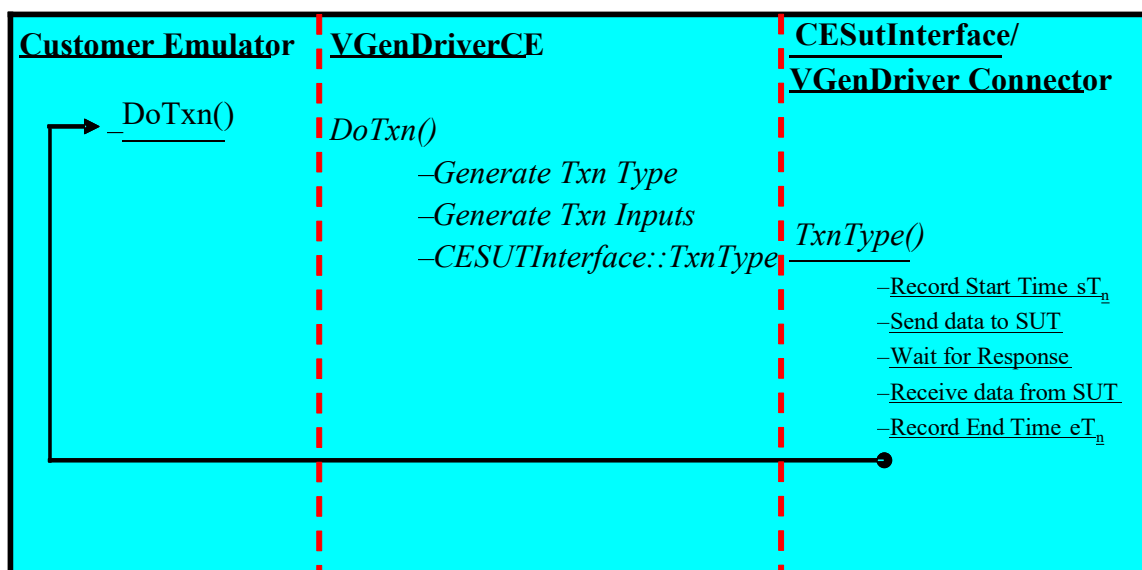 Customer Emulator
VGenDriverCE
CESutInterface/
VGenDriver Connector
–DoTxn()
DoTxn()
–Generate Txn Type
–Generate Txn Inputs
–CESUTInterface::TxnType
TxnType()
–Record Start Time sTn
–Send data to SUT
–Wait for Response
–Receive data from SUT
–Record End Time eTn